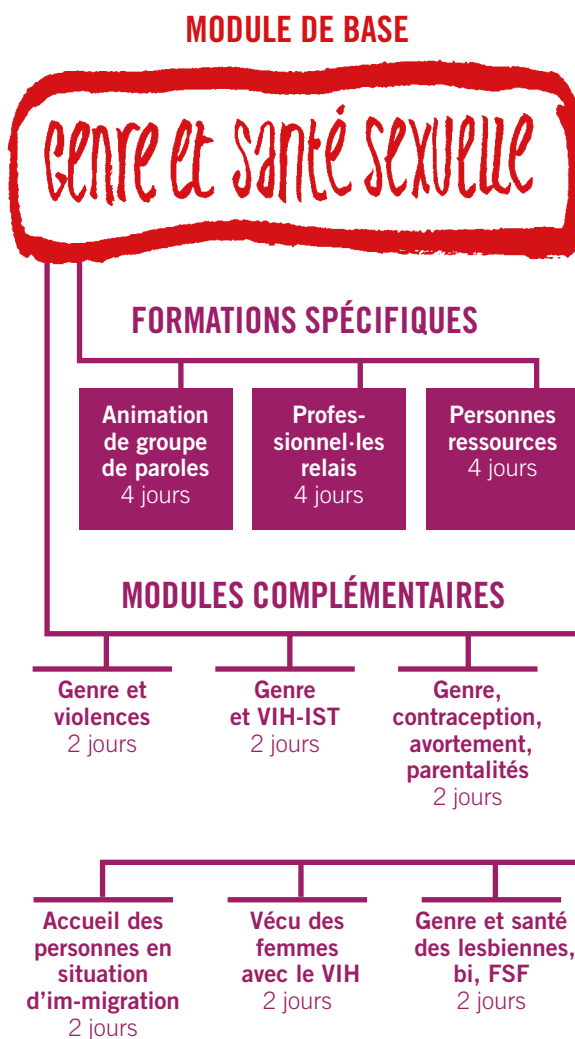 MODULE DE BASE
Genre et santé sexuelle
FORMATIONS SPÉCIFIQUES
Animation
de groupe
de paroles
4 jours
Profes-
sionnel·les
relais
4 jours
Personnes
ressources
4 jours
MODULES COMPLÉMENTAIRES
Genre et
violences
2 jours
Genre
et VIH-IST
2 jours
Genre,
contraception,
avortement,
parentalités
2 jours
Accueil des
personnes en
situation
d'im-migration
2 jours
Vécu des
femmes
avec le VIH
2 jours
Genre et santé
des lesbiennes,
bi, FSF
2 jours